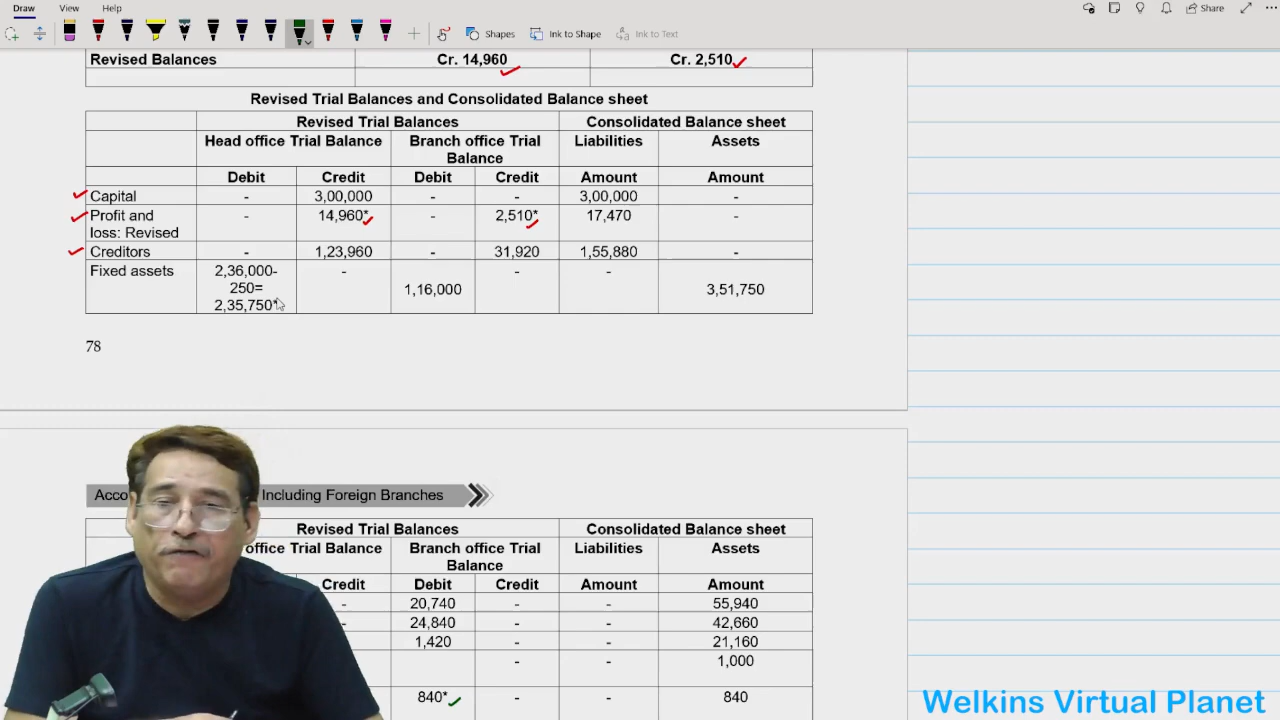 Draw View Help
Shapes Ink to Shape Ink to Text Share
Revised Balances Cr. 14,960 Cr. 2,510
Revised Trial Balances and Consolidated Balance sheet
Revised Trial Balances Consolidated Balance sheet
Head office Trial Balance Branch office Trial Balance Liabilities Assets
Debit Credit Debit Credit Amount Amount
Capital - 3,00,000 - - 3,00,000 -
Profit and loss: Revised - 14,960* - 2,510* 17,470 -
Creditors - 1,23,960 - 31,920 1,55,880 -
Fixed assets 2,36,000- 250= 2,35,750* - 1,16,000 - - 3,51,750
78
Including Foreign Branches
Revised Trial Balances Consolidated Balance sheet
office Trial Balance Branch office Trial Balance Liabilities Assets
Credit Debit Credit Amount Amount
- 20,740 - - 55,940
24,840 - - 42,660
1,420 - - 21,160
- - 1,000
840* - - 840
Welkins Virtual Planet